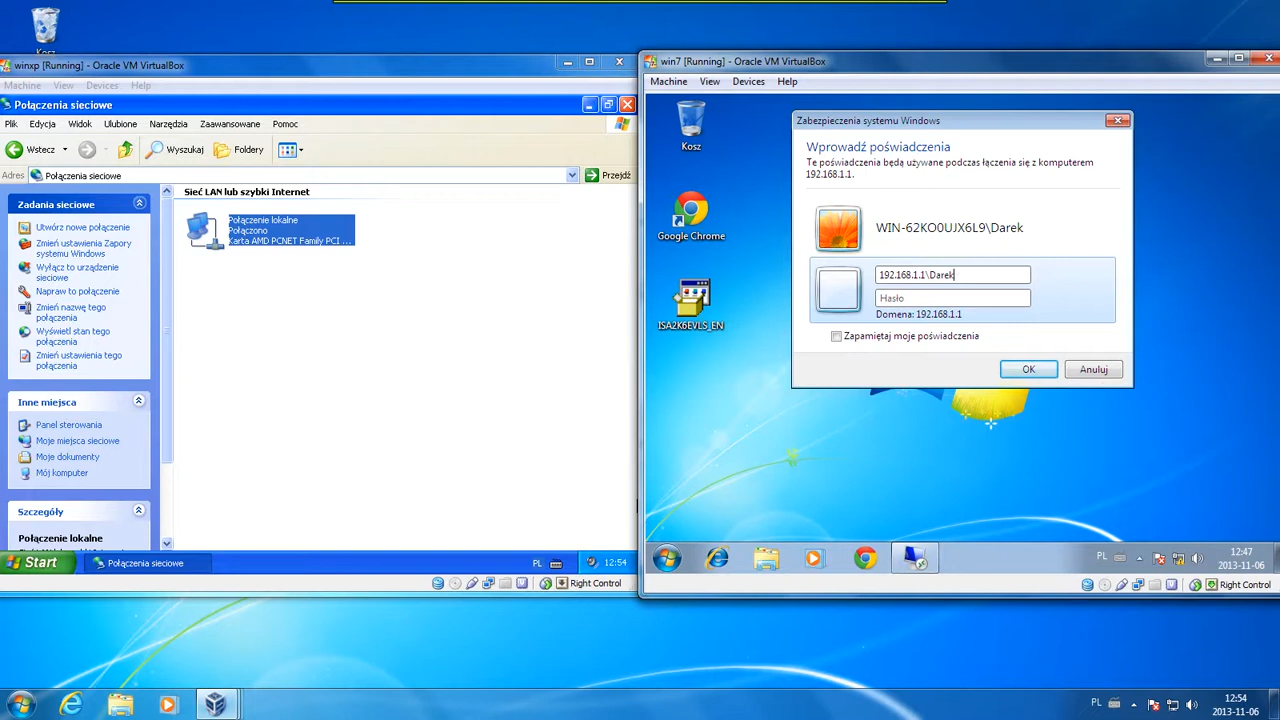 Kosz
winxp [Running] - Oracle VM VirtualBox
Machine View Devices Help
Połączenia sieciowe
Plik Edycja Widok Ulubione Narzędzia Zaawansowane Pomoc
Wstecz Wyszukaj Foldery
Adres Połączenia sieciowe Przejdź
Zadania sieciowe
Utwórz nowe połączenie
Zmień ustawienia Zapory
systemu Windows
Wyłącz to urządzenie
sieciowe
Napraw to połączenie
Zmień nazwę tego
połączenia
Wyświetl stan tego
połączenia
Zmień ustawienia tego
połączenia
Inne miejsca
Panel sterowania
Moje miejsca sieciowe
Moje dokumenty
Mój komputer
Szczegóły
Połączenie lokalne
Sieć LAN lub szybki Internet
Połączenie lokalne
Połączono
Karta AMD PCNET Family PCI ...
Start Połączenia sieciowe PL 12:54
Right Control
win7 [Running] - Oracle VM VirtualBox
Machine View Devices Help
Kosz
Google Chrome
ISA2K6EVLS_EN
Zabezpieczenia systemu Windows
Wprowadź poświadczenia
Te poświadczenia będą używane podczas łączenia się z komputerem
192.168.1.1.
WIN-62KO0UJX6L9\Darek
192.168.1.1\Darek
Hasło
Domena: 192.168.1.1
Zapamiętaj moje poświadczenia
OK Anuluj
PL 12:47
2013-11-06
Right Control
PL 12:54
2013-11-06